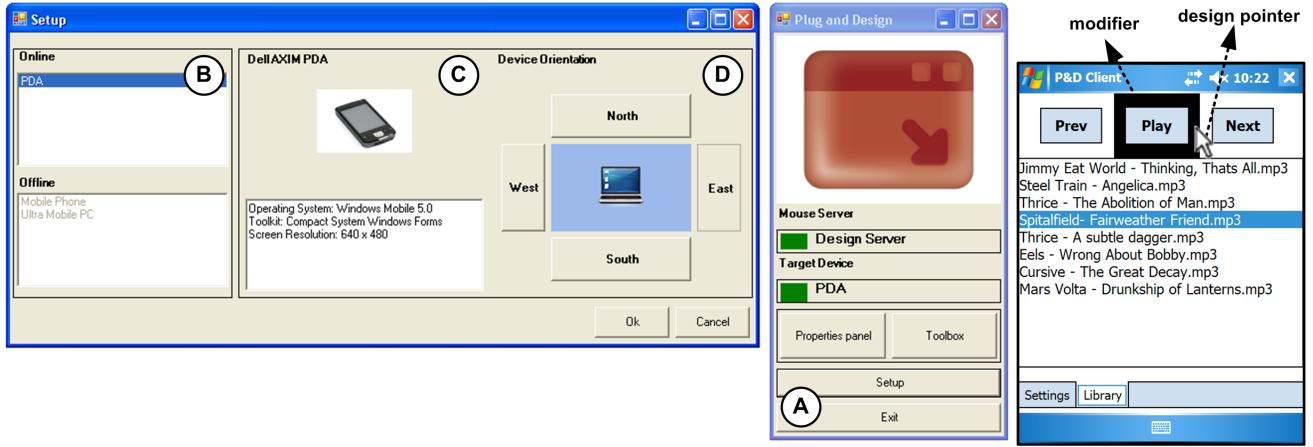 Setup
Online
B
PDA
Offline
Mobile Phone
Ultra Mobile PC
Dell AXIM PDA
C
Operating System: Windows Mobile 5.0
Toolkit: Compact System Windows Forms
Screen Resolution: 640 x 480
Device Orientation
D
North
West
East
South
Ok
Cancel
Plug and Design
Mouse Server
Design Server
Target Device
PDA
Properties panel
Toolbox
Setup
A
Exit
modifier
design pointer
P&D Client
10:22
Prev
Play
Next
Jimmy Eat World - Thinking, Thats All.mp3
Steel Train - Angelica.mp3
Thrice - The Abolition of Man.mp3
Spitalfield- Fairweather Friend.mp3
Thrice - A subtle dagger.mp3
Eels - Wrong About Bobby.mp3
Cursive - The Great Decay.mp3
Mars Volta - Drunkship of Lanterns.mp3
Settings
Library